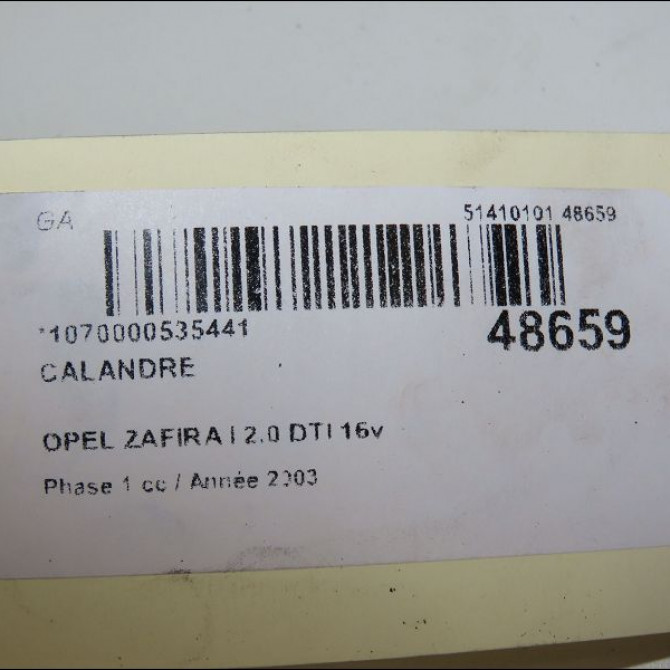 GA 51410101 48659
*1070000535441 48659
CALANDRE
OPEL ZAFIRA I 2.0 DTI 16v
Phase 1 cc / Année 2003